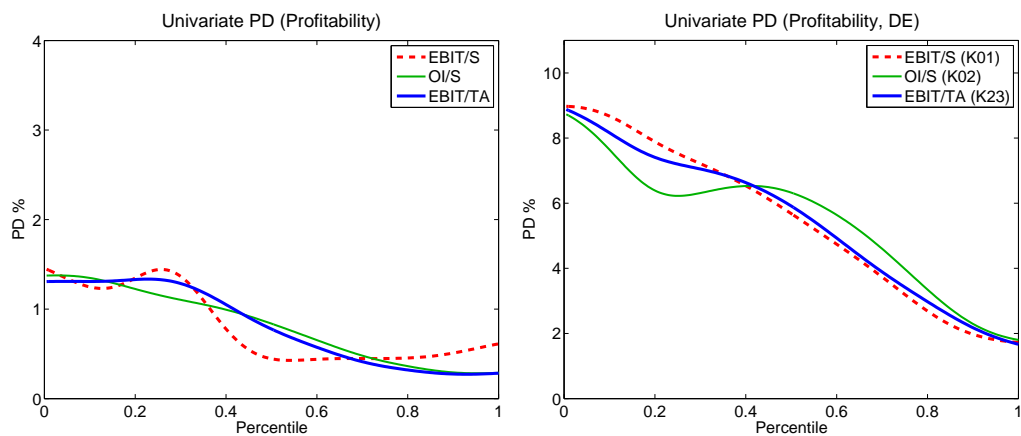 Univariate PD (Profitability)
4
3
2
1
0
PD %
EBIT/S
OI/S
EBIT/TA
0 0.2 0.4 0.6 0.8 1
Percentile
Univariate PD (Profitability, DE)
10
8
6
4
2
0
PD %
EBIT/S (K01)
OI/S (K02)
EBIT/TA (K23)
0 0.2 0.4 0.6 0.8 1
Percentile